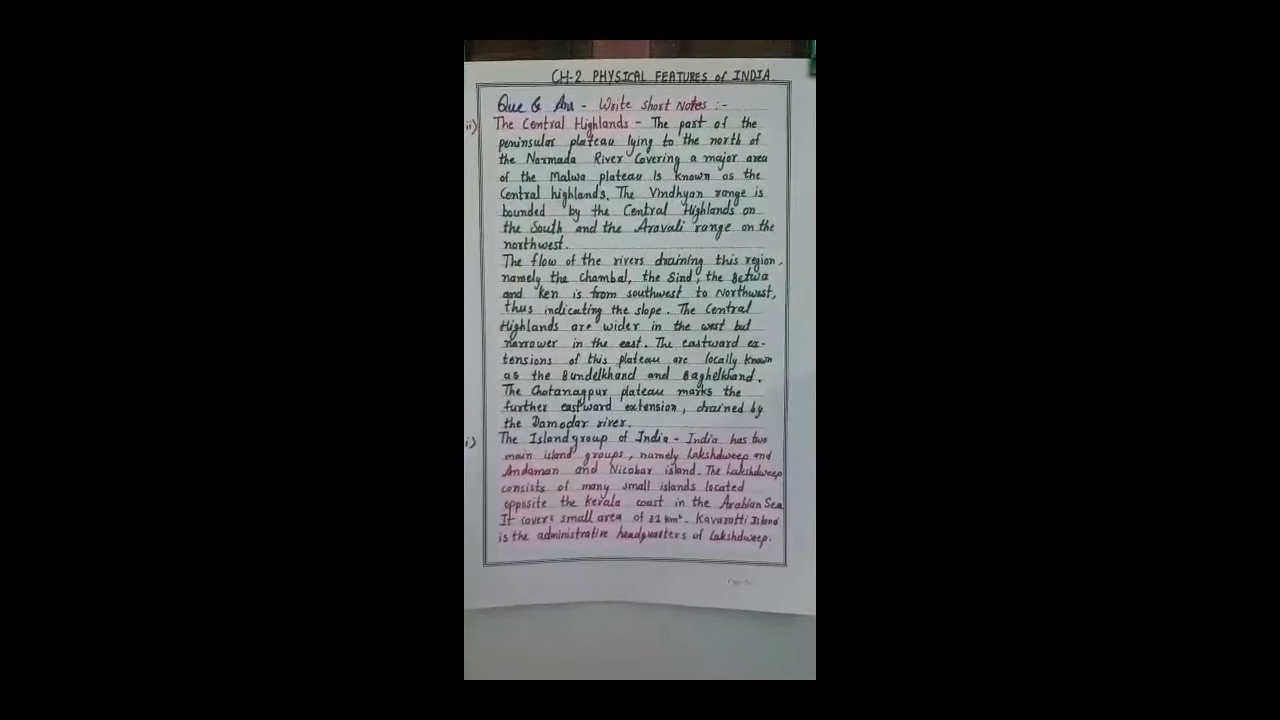 CH-2 PHYSICAL FEATURES of INDIA
Que & Ans - Write Short Notes :-
ii) The Central Highlands - The part of the
peninsular plateau lying to the north of
the Narmada River Covering a major area
of the Malwa plateau Is known as the
Central highlands. The Vindhyan range is
bounded by the Central Highlands on
the South and the Aravali range on the
northwest.
The flow of the rivers draining this region,
namely the Chambal, the Sind, the Betwa
and Ken is from southwest to Northwest,
thus indicating the slope. The Central
Highlands are wider in the west but
narrower in the east. The eastward ex-
tensions of this plateau are locally known
as the Bundelkhand and Baghelkhand.
The Chotanagpur plateau marks the
further eastward extension, drained by
the Damodar river.
i) The Island group of India - India has two
main island groups, namely Lakshdweep and
Andaman and Nicobar island. The Lakshdweep
consists of many small islands located
opposite the Kerala coast in the Arabian Sea.
It covers small area of 32 km². Kavarotti Island
is the administrative headquarters of Lakshdweep.